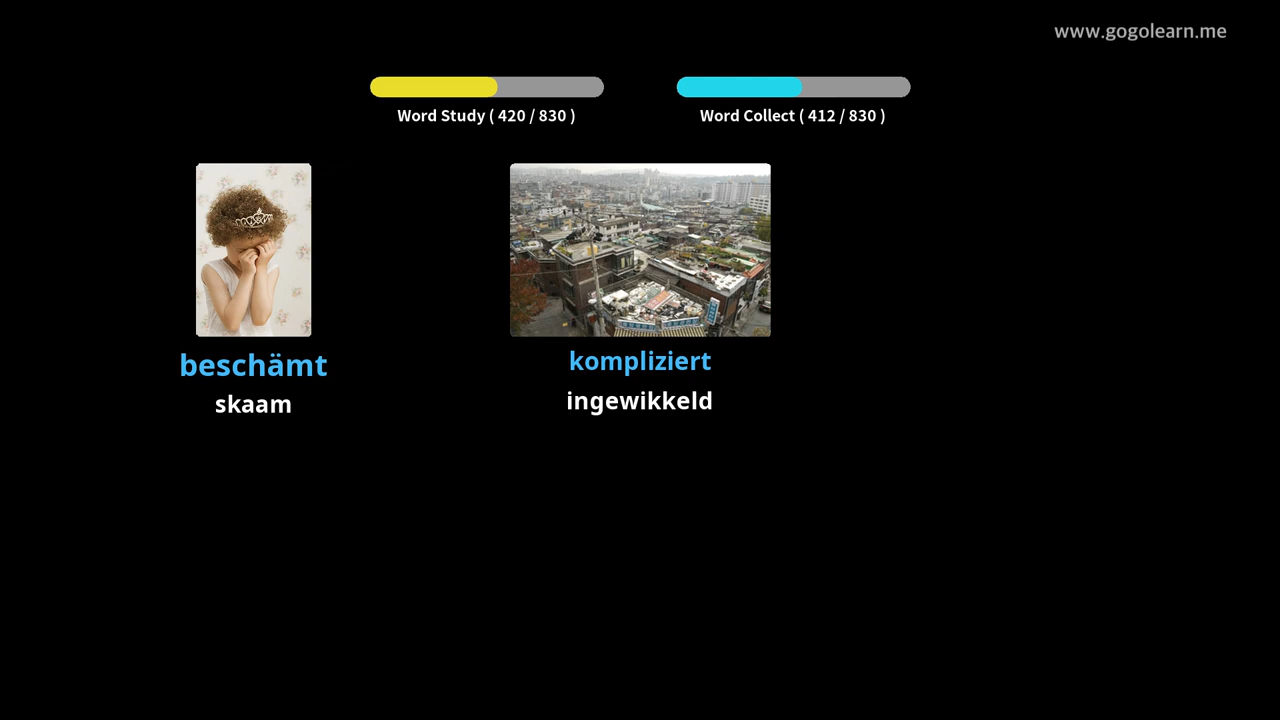 www.gogolearn.me
Word Study ( 420 / 830 )
Word Collect ( 412 / 830 )
beschämt
skaam
kompliziert
ingewikkeld